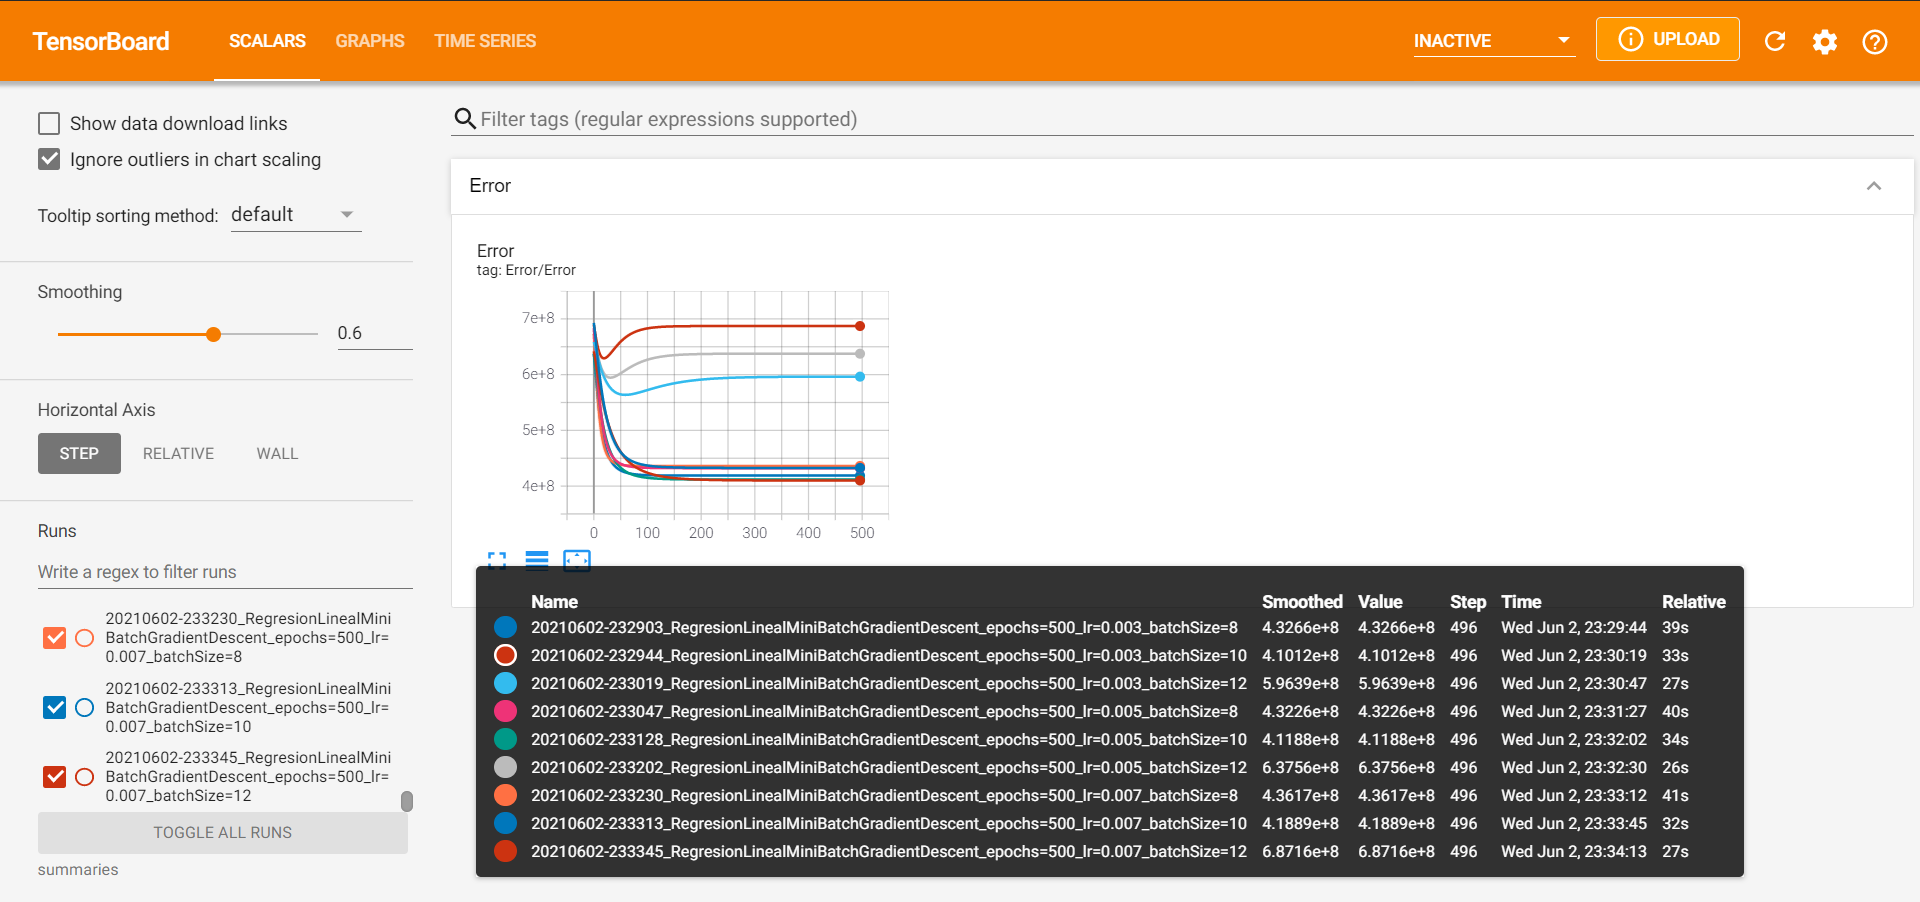 TensorBoard SCALARS GRAPHS TIME SERIES INACTIVE UPLOAD
Show data download links
Ignore outliers in chart scaling
Tooltip sorting method: default
Smoothing
0.6
Horizontal Axis
STEP RELATIVE WALL
Runs
Write a regex to filter runs
20210602-233230_RegresionLinealMini
BatchGradientDescent_epochs=500_lr=
0.007_batchSize=8
20210602-233313_RegresionLinealMini
BatchGradientDescent_epochs=500_lr=
0.007_batchSize=10
20210602-233345_RegresionLinealMini
BatchGradientDescent_epochs=500_lr=
0.007_batchSize=12
TOGGLE ALL RUNS
summaries
Filter tags (regular expressions supported)
Error
Error
tag: Error/Error
7e+8
6e+8
5e+8
4e+8
0 100 200 300 400 500
Name Smoothed Value Step Time Relative
20210602-232903_RegresionLinealMiniBatchGradientDescent_epochs=500_lr=0.003_batchSize=8 4.3266e+8 4.3266e+8 496 Wed Jun 2, 23:29:44 39s
20210602-232944_RegresionLinealMiniBatchGradientDescent_epochs=500_lr=0.003_batchSize=10 4.1012e+8 4.1012e+8 496 Wed Jun 2, 23:30:19 33s
20210602-233019_RegresionLinealMiniBatchGradientDescent_epochs=500_lr=0.003_batchSize=12 5.9639e+8 5.9639e+8 496 Wed Jun 2, 23:30:47 27s
20210602-233047_RegresionLinealMiniBatchGradientDescent_epochs=500_lr=0.005_batchSize=8 4.3226e+8 4.3226e+8 496 Wed Jun 2, 23:31:27 40s
20210602-233128_RegresionLinealMiniBatchGradientDescent_epochs=500_lr=0.005_batchSize=10 4.1188e+8 4.1188e+8 496 Wed Jun 2, 23:32:02 34s
20210602-233202_RegresionLinealMiniBatchGradientDescent_epochs=500_lr=0.005_batchSize=12 6.3756e+8 6.3756e+8 496 Wed Jun 2, 23:32:30 26s
20210602-233230_RegresionLinealMiniBatchGradientDescent_epochs=500_lr=0.007_batchSize=8 4.3617e+8 4.3617e+8 496 Wed Jun 2, 23:33:12 41s
20210602-233313_RegresionLinealMiniBatchGradientDescent_epochs=500_lr=0.007_batchSize=10 4.1889e+8 4.1889e+8 496 Wed Jun 2, 23:33:45 32s
20210602-233345_RegresionLinealMiniBatchGradientDescent_epochs=500_lr=0.007_batchSize=12 6.8716e+8 6.8716e+8 496 Wed Jun 2, 23:34:13 27s